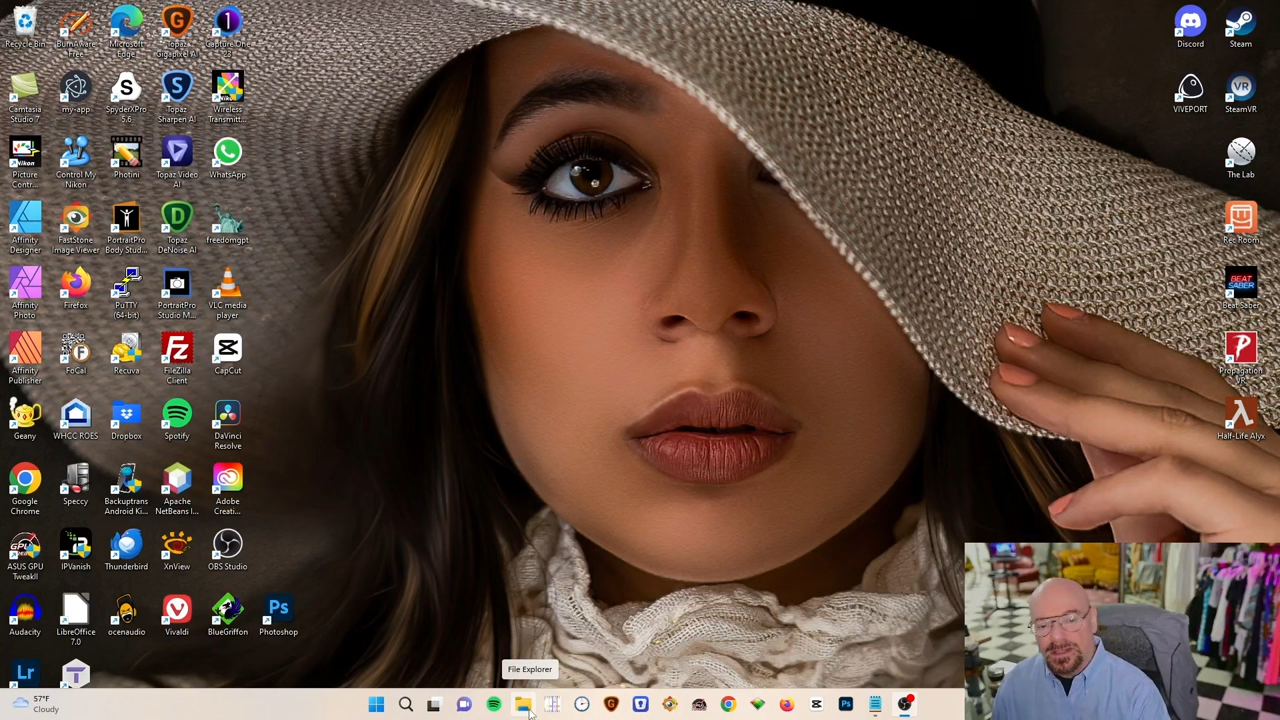 Recycle Bin
BurnAware Free
Microsoft Edge
Topaz Gigapixel AI
Capture One 23
Camtasia Studio 7
my-app
SpyderXPro 5.6
Topaz Sharpen AI
Wireless Transmitt...
Picture Contr...
Control My Nikon
Photini
Topaz Video AI
WhatsApp
Affinity Designer
FastStone Image Viewer
PortraitPro Body Stud...
Topaz DeNoise AI
freedomgpt
Affinity Photo
Firefox
PuTTY (64-bit)
PortraitPro Studio M...
VLC media player
Affinity Publisher
FoCal
Recuva
FileZilla Client
CapCut
Geany
WHCC ROES
Dropbox
Spotify
DaVinci Resolve
Google Chrome
Speccy
Backuptrans Android Ki...
Apache NetBeans I...
Adobe Creati...
ASUS GPU TweakII
IPVanish
Thunderbird
XnView
OBS Studio
Audacity
LibreOffice 7.0
ocenaudio
Vivaldi
BlueGriffon
Photoshop
Discord
Steam
VIVEPORT
SteamVR
The Lab
Rec Room
BEAT SABER
Beat Saber
Propagation VR
Half-Life Alyx
File Explorer
57°F
Cloudy